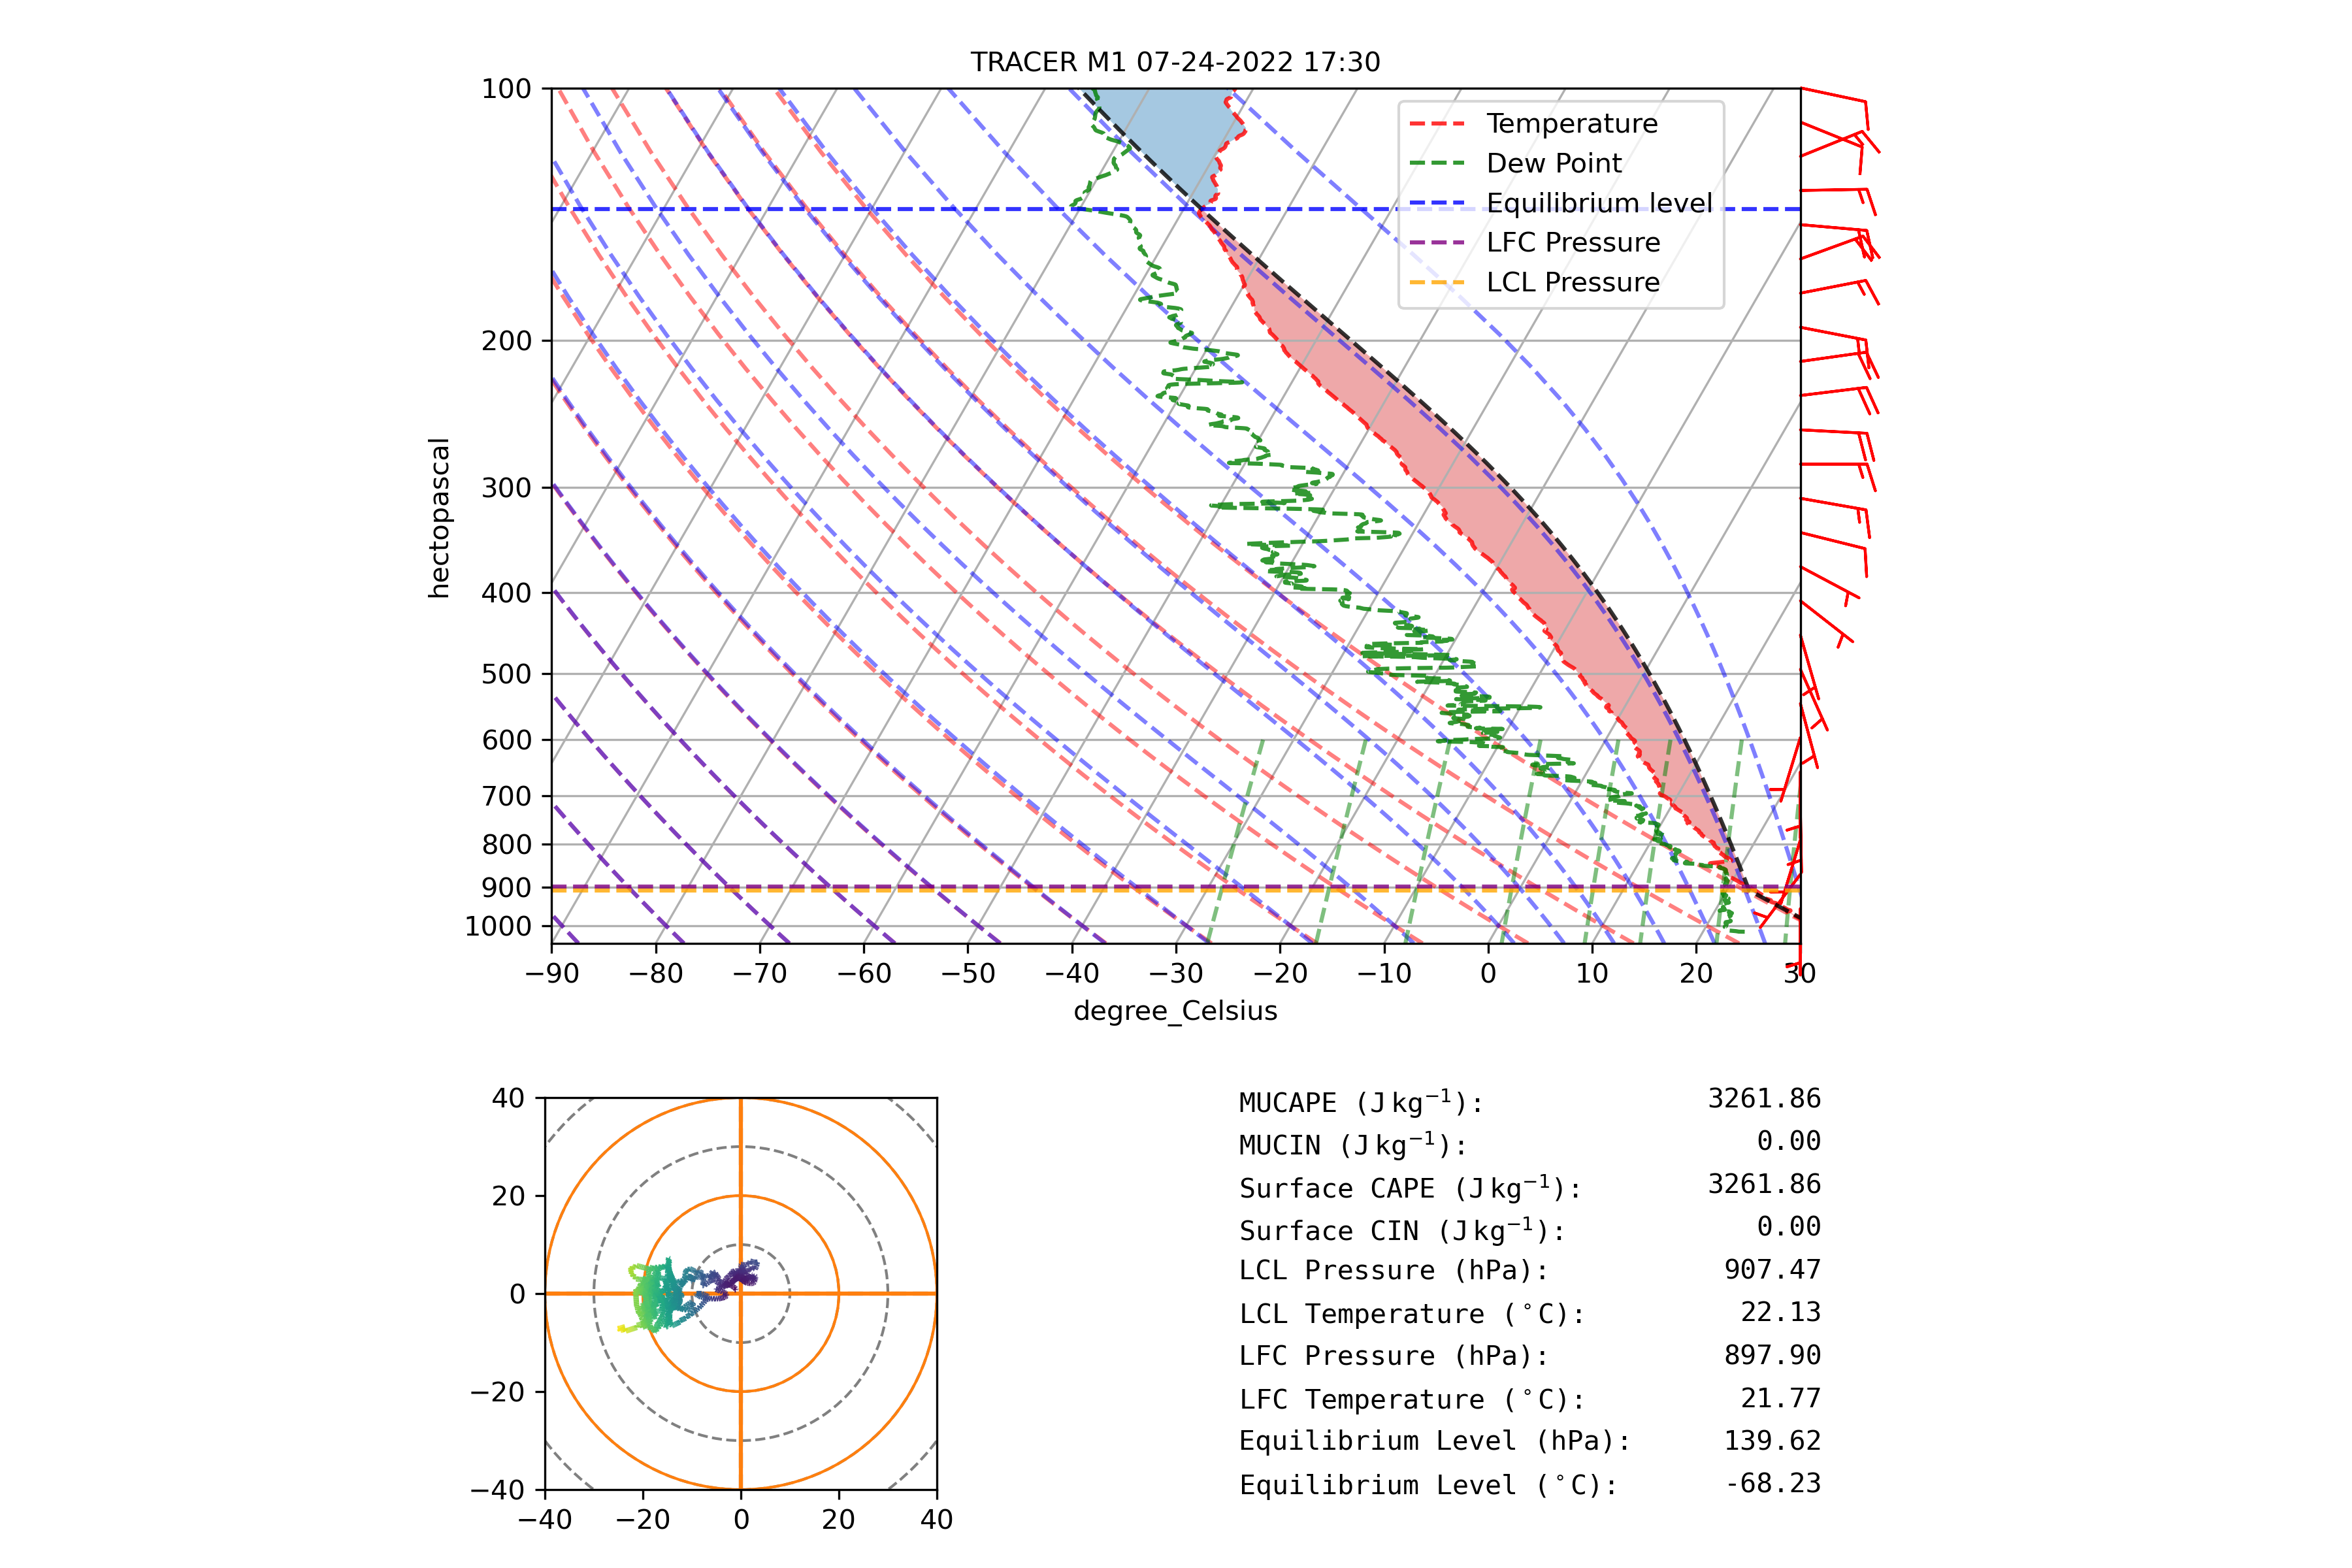 TRACER M1 07-24-2022 17:30
100
200
300
400
500
600
700
800
900
1000
hectopascal
Temperature
Dew Point
Equilibrium level
LFC Pressure
LCL Pressure
−90 −80 −70 −60 −50 −40 −30 −20 −10 0 10 20 30
degree_Celsius
40
20
0
−20
−40
−40 −20 0 20 40
MUCAPE (J kg⁻¹): 3261.86
MUCIN (J kg⁻¹): 0.00
Surface CAPE (J kg⁻¹): 3261.86
Surface CIN (J kg⁻¹): 0.00
LCL Pressure (hPa): 907.47
LCL Temperature (°C): 22.13
LFC Pressure (hPa): 897.90
LFC Temperature (°C): 21.77
Equilibrium Level (hPa): 139.62
Equilibrium Level (°C): -68.23